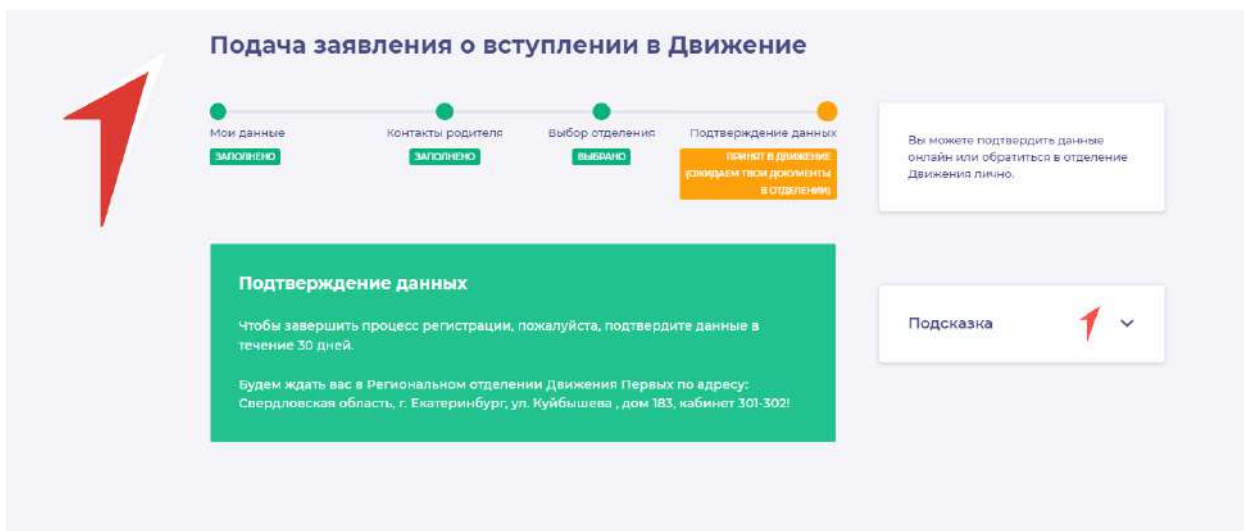 Подача заявления о вступлении в Движение
Мои данные
ЗАПОЛНЕНО
Контакты родителя
ЗАПОЛНЕНО
Выбор отделения
ВЫБРАНО
Подтверждение данных
ПРИНЯТ В ДВИЖЕНИЕ
(ОЖИДАЕМ ТВОИ ДОКУМЕНТЫ
В ОТДЕЛЕНИИ)
Вы можете подтвердить данные
онлайн или обратиться в отделение
Движения лично.
Подтверждение данных
Чтобы завершить процесс регистрации, пожалуйста, подтвердите данные в
течение 30 дней.
Будем ждать вас в Региональном отделении Движения Первых по адресу:
Свердловская область, г. Екатеринбург, ул. Куйбышева , дом 183, кабинет 301-302!
Подсказка